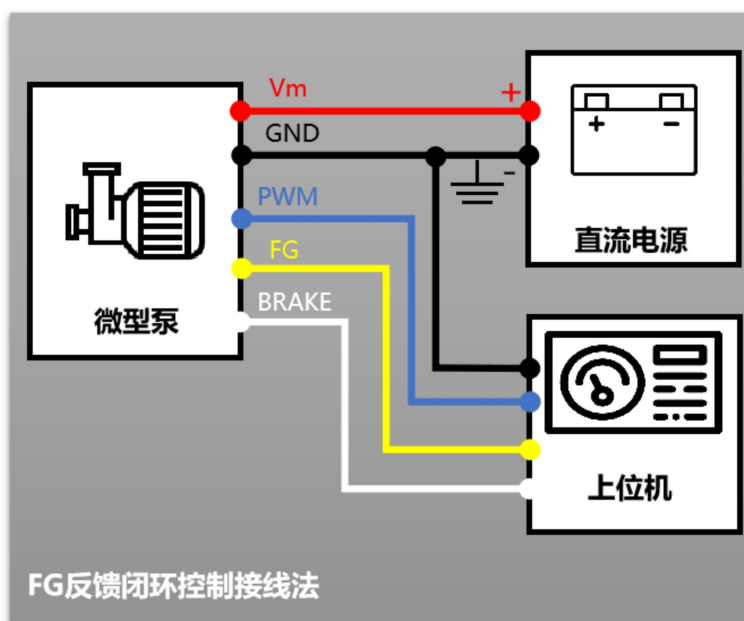 Vm
+
GND
-
PWM
FG
BRAKE
微型泵
+ -
直流电源
上位机
FG反馈闭环控制接线法